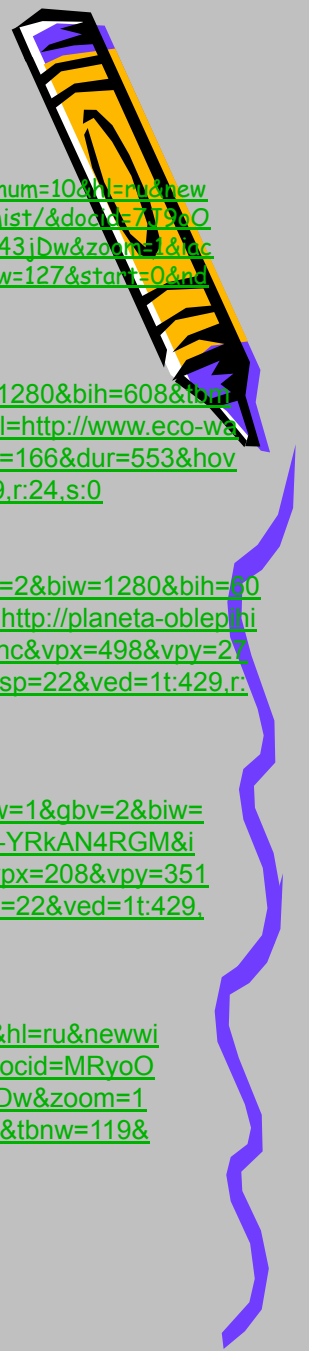 num=10&hl=ru&new
ist/&docid=7J9oO
43jDw&zoom=1&iac
w=127&start=0&nd
1280&bih=608&tbm
l=http://www.eco-wa
=166&dur=553&hov
9,r:24,s:0
=2&biw=1280&bih=60
http://planeta-oblepihi
nc&vpx=498&vpy=27
sp=22&ved=1t:429,r:
w=1&gbv=2&biw=
-YRkAN4RGM&i
px=208&vpy=351
=22&ved=1t:429,
&hl=ru&newwi
ocid=MRyoO
Dw&zoom=1
&tbnw=119&